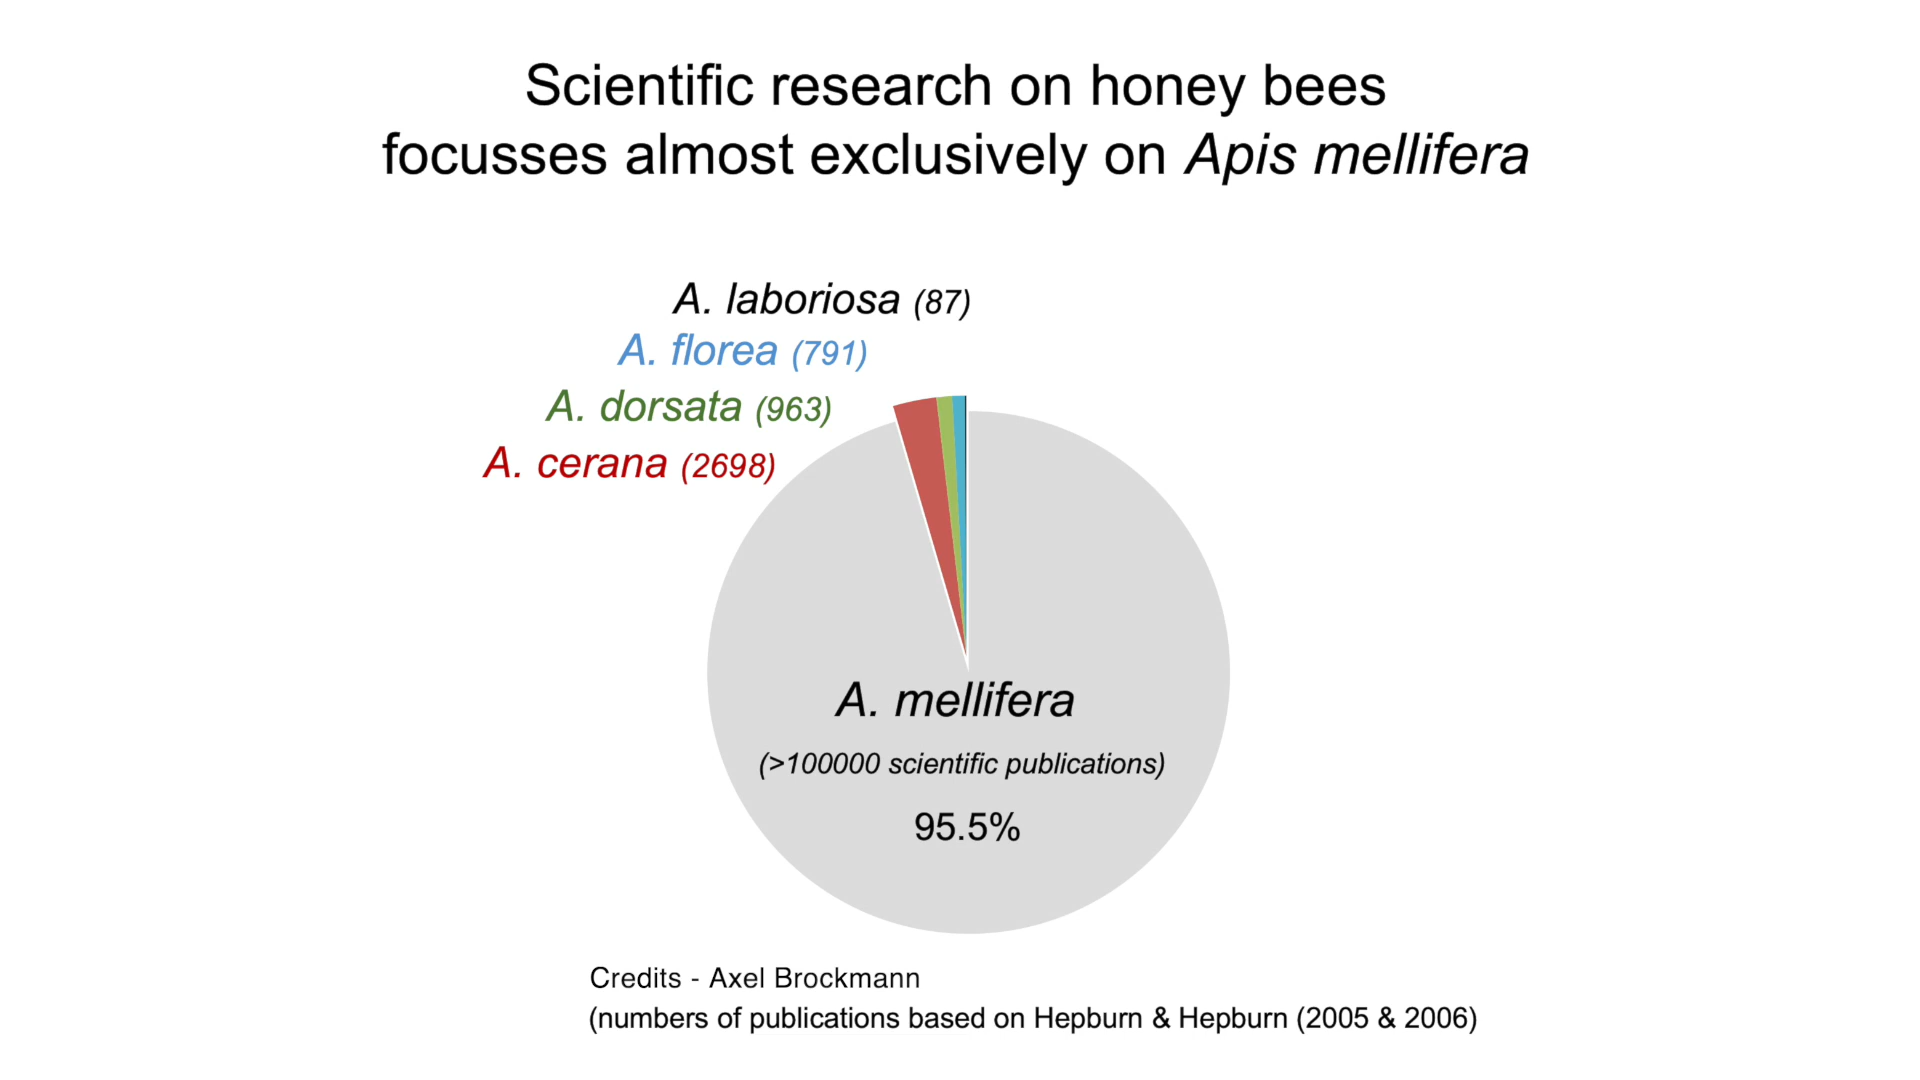 Scientific research on honey bees
focusses almost exclusively on Apis mellifera
A. laboriosa (87)
A. florea (791)
A. dorsata (963)
A. cerana (2698)
A. mellifera
(>100000 scientific publications)
95.5%
Credits - Axel Brockmann
(numbers of publications based on Hepburn & Hepburn (2005 & 2006)